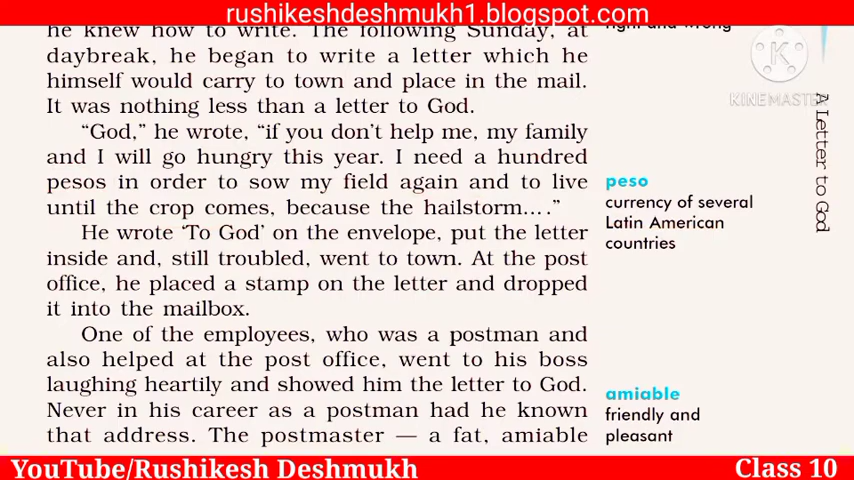 rushikeshdeshmukh1.blogspot.com
he knew how to write. The following Sunday, at
daybreak, he began to write a letter which he
himself would carry to town and place in the mail.
It was nothing less than a letter to God.
“God,” he wrote, “if you don’t help me, my family
and I will go hungry this year. I need a hundred
pesos in order to sow my field again and to live
until the crop comes, because the hailstorm... .”
He wrote ‘To God’ on the envelope, put the letter
inside and, still troubled, went to town. At the post
office, he placed a stamp on the letter and dropped
it into the mailbox.
One of the employees, who was a postman and
also helped at the post office, went to his boss
laughing heartily and showed him the letter to God.
Never in his career as a postman had he known
that address. The postmaster — a fat, amiable
right and wrong
K
KINEMASTER
A Letter to God
peso
currency of several
Latin American
countries
amiable
friendly and
pleasant
YouTube/Rushikesh Deshmukh
Class 10